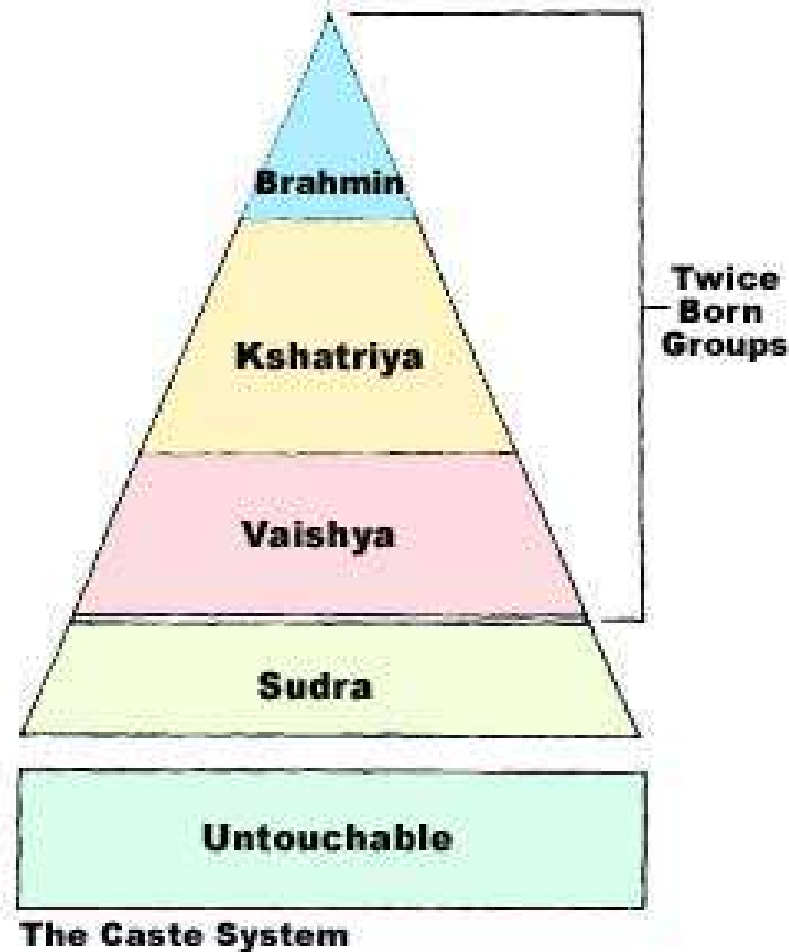 Brahmin
Kshatriya
Twice
Born
Groups
Vaishya
Sudra
Untouchable
The Caste System